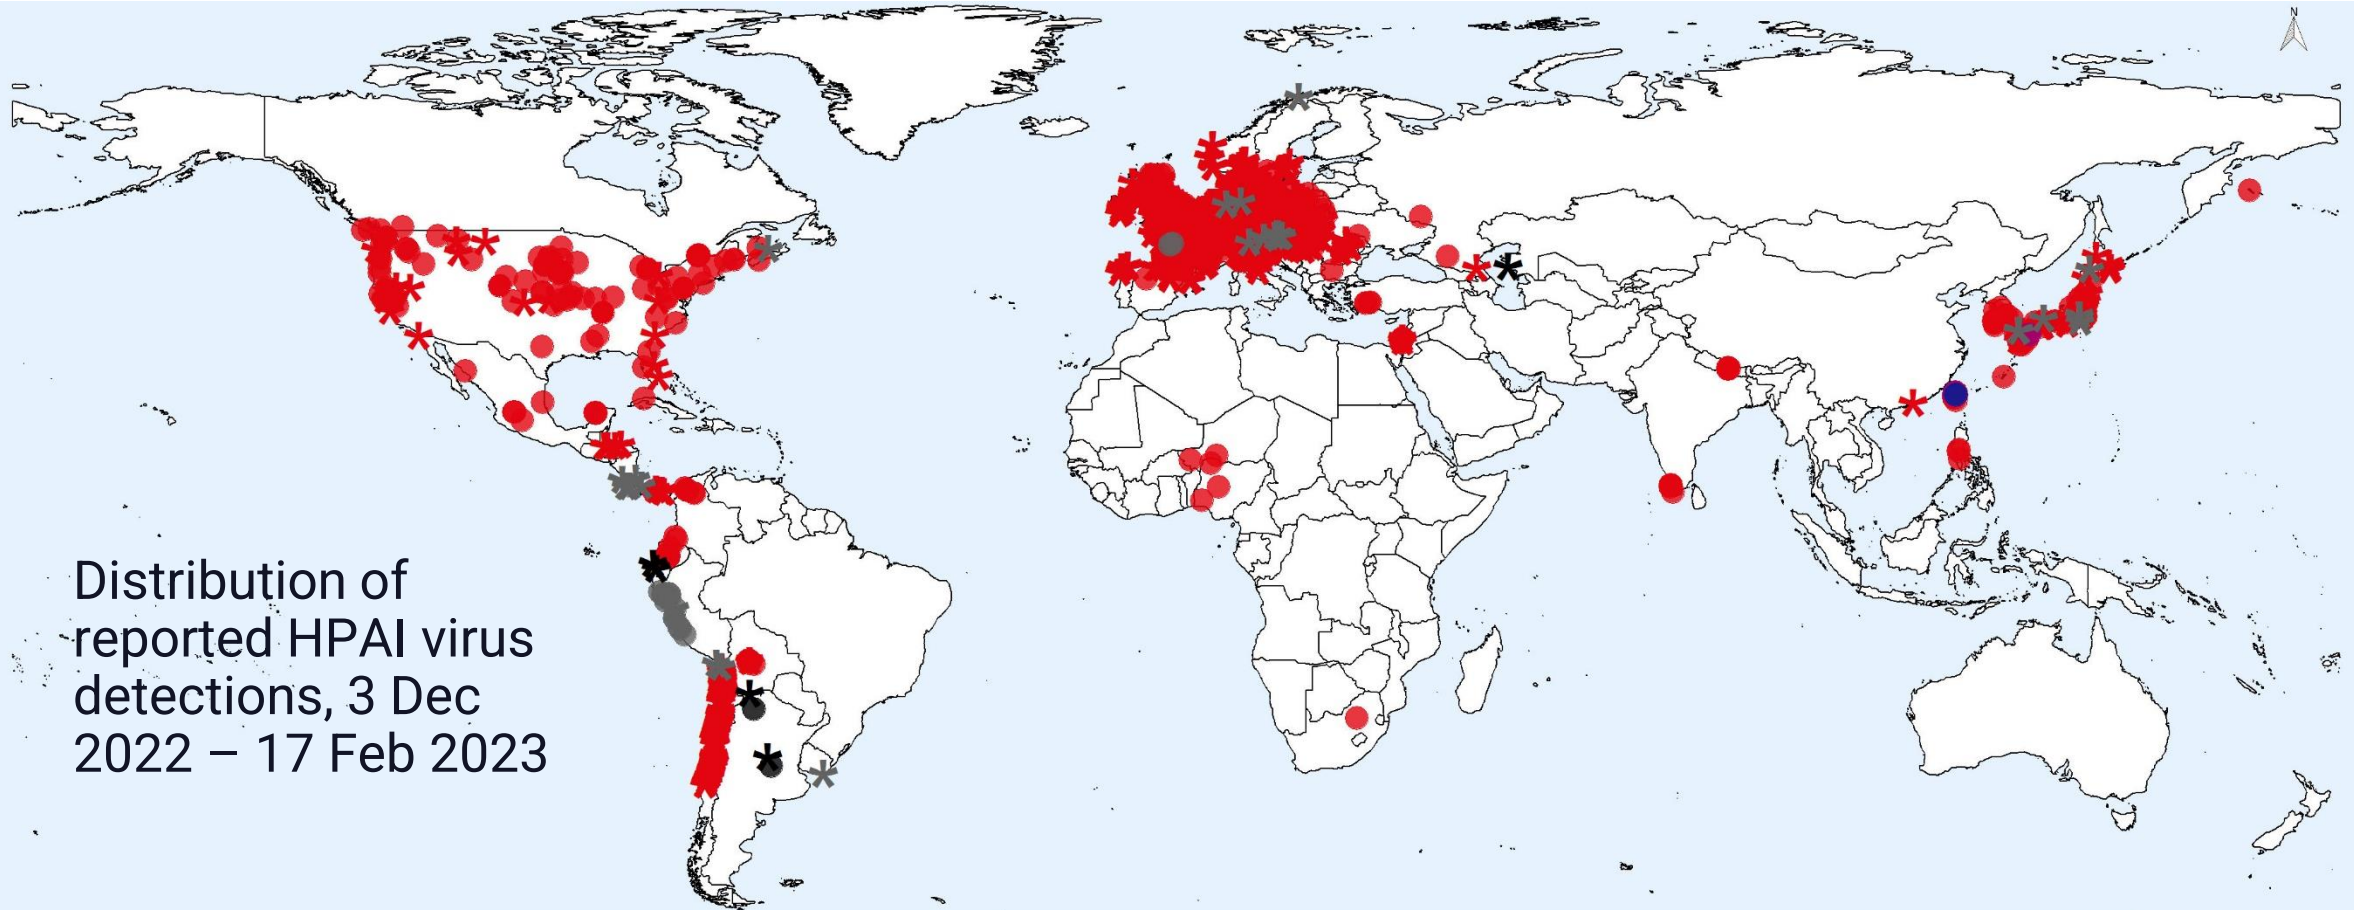 N
Distribution of
reported HPAI virus
detections, 3 Dec
2022 – 17 Feb 2023